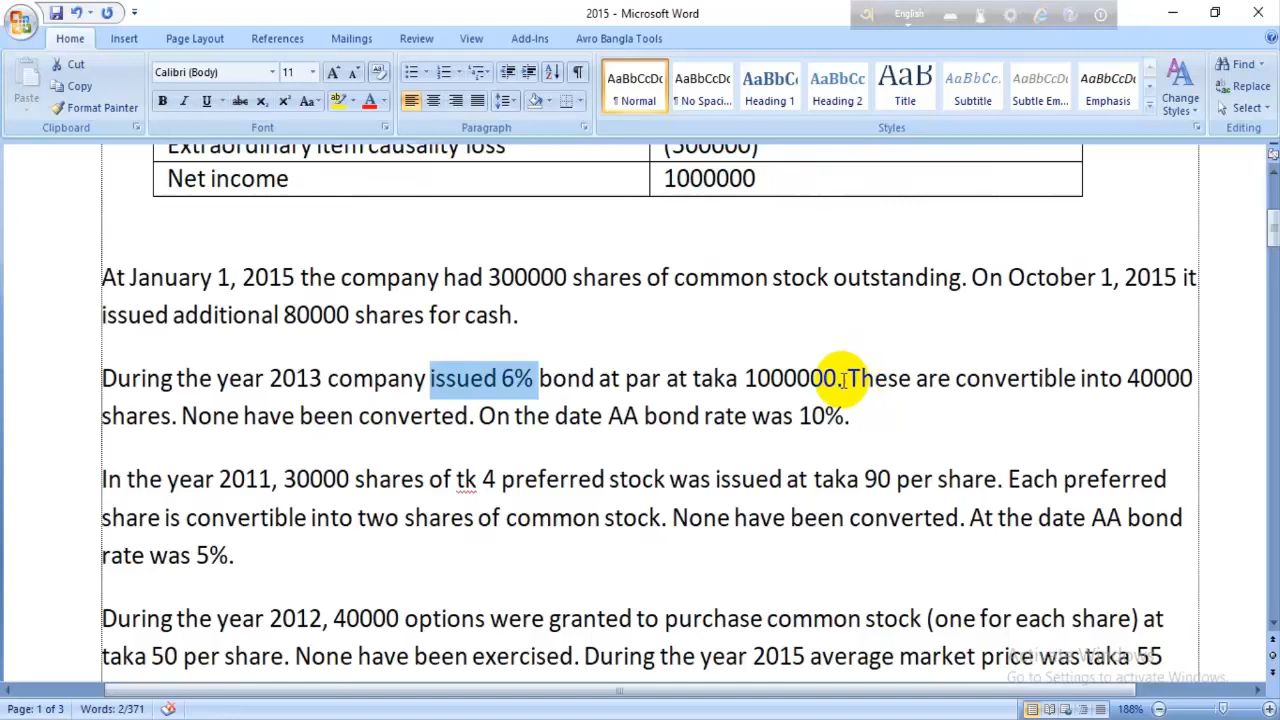 2015 - Microsoft Word
English
Home Insert Page Layout References Mailings Review View Add-Ins Avro Bangla Tools
Paste
Cut
Copy
Format Painter
Clipboard
Calibri (Body) 11
Font
Paragraph
AaBbCcDc AaBbCcDc AaBbCc AaBbCc AaB AaBbCc. AaBbCcDc AaBbCcDc
¶ Normal ¶ No Spaci... Heading 1 Heading 2 Title Subtitle Subtle Em... Emphasis
Change Styles
Styles
Find
Replace
Select
Editing
Extraordinary item causality loss (500000)
Net income 1000000
At January 1, 2015 the company had 300000 shares of common stock outstanding. On October 1, 2015 it
issued additional 80000 shares for cash.
During the year 2013 company issued 6% bond at par at taka 1000000. These are convertible into 40000
shares. None have been converted. On the date AA bond rate was 10%.
In the year 2011, 30000 shares of tk 4 preferred stock was issued at taka 90 per share. Each preferred
share is convertible into two shares of common stock. None have been converted. At the date AA bond
rate was 5%.
During the year 2012, 40000 options were granted to purchase common stock (one for each share) at
taka 50 per share. None have been exercised. During the year 2015 average market price was taka 55
Activate Windows
Go to Settings to activate Windows.
Page: 1 of 3 Words: 2/371 188%